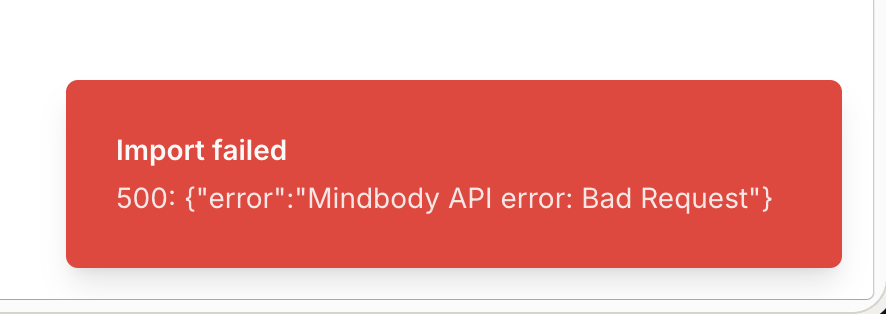 Import failed
500: {"error":"Mindbody API error: Bad Request"}